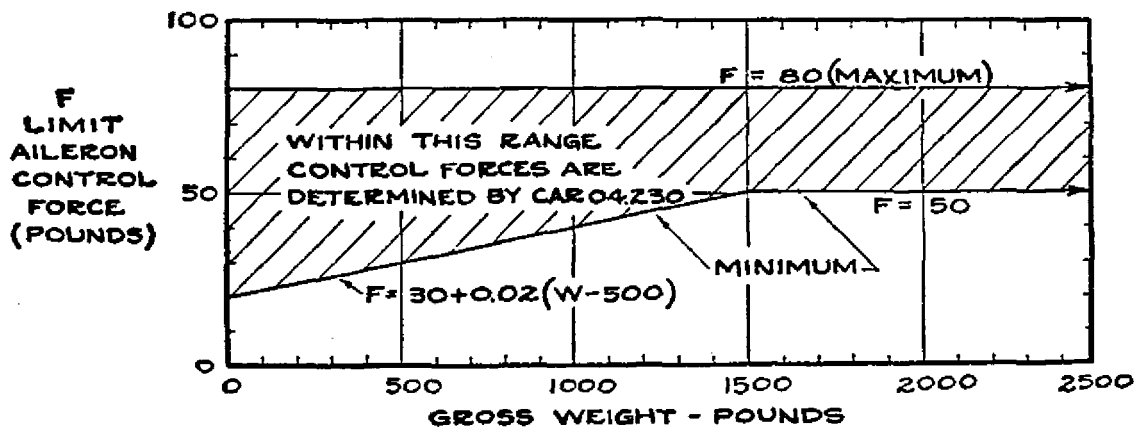 100
F = 80 (MAXIMUM)
F
LIMIT
AILERON
CONTROL
FORCE
(POUNDS)
WITHIN THIS RANGE
CONTROL FORCES ARE
DETERMINED BY CAR 04.230
50
F = 50
MINIMUM
F = 30+0.02(W-500)
0
0 500 1000 1500 2000 2500
GROSS WEIGHT - POUNDS